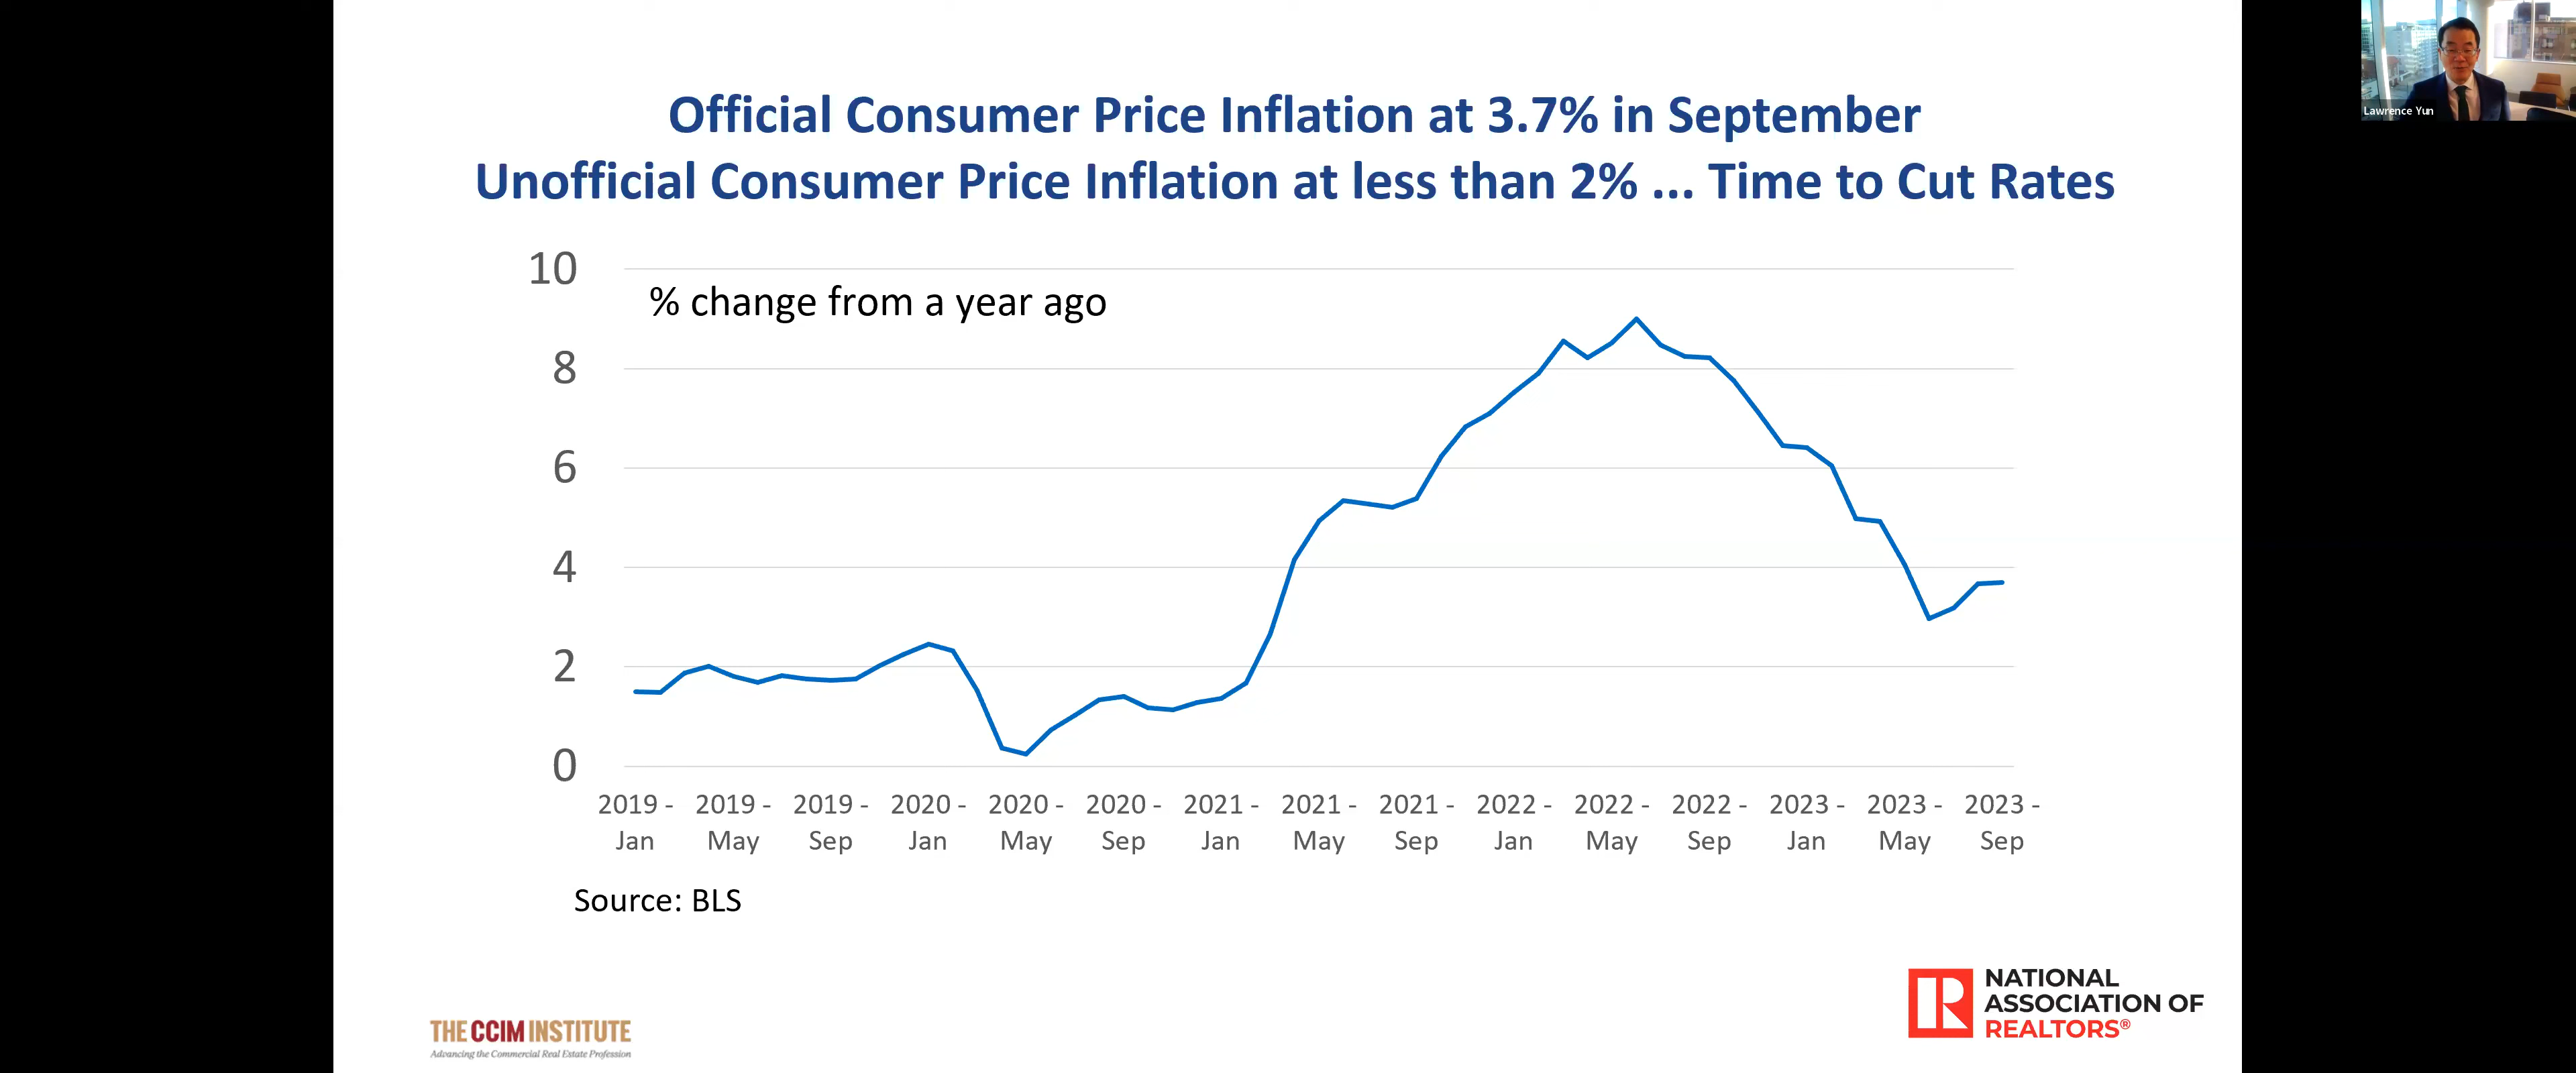 Official Consumer Price Inflation at 3.7% in September
Unofficial Consumer Price Inflation at less than 2% ... Time to Cut Rates
% change from a year ago
10
8
6
4
2
0
2019 - 2019 - 2019 - 2020 - 2020 - 2020 - 2021 - 2021 - 2021 - 2022 - 2022 - 2022 - 2023 - 2023 - 2023 -
Jan May Sep Jan May Sep Jan May Sep Jan May Sep Jan May Sep
Source: BLS
THE CCIM INSTITUTE
Advancing the Commercial Real Estate Profession
NATIONAL
ASSOCIATION OF
REALTORS®
Lawrence Yun